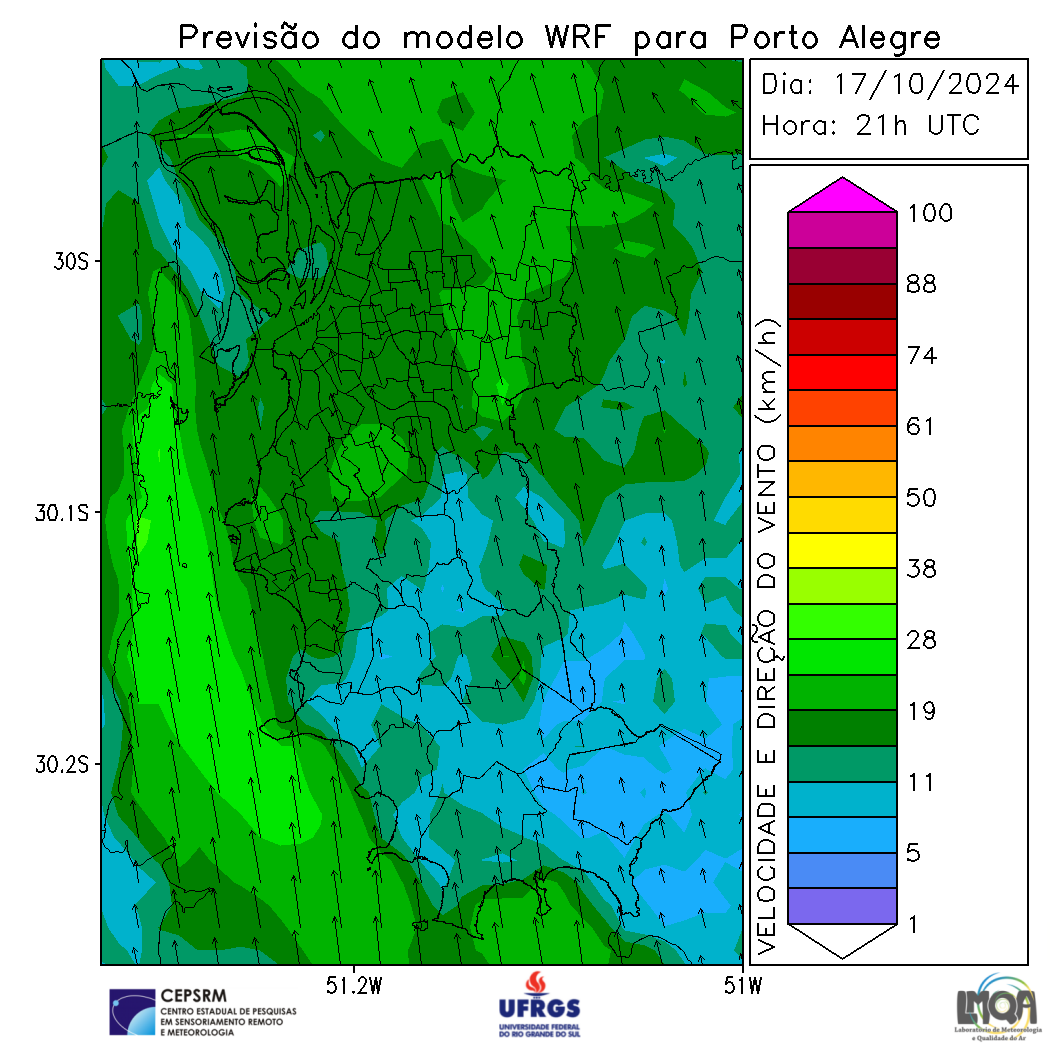 Previsão do modelo WRF para Porto Alegre
Dia: 17/10/2024
Hora: 21h UTC
30S
30.1S
30.2S
51.2W
51W
VELOCIDADE E DIREÇÃO DO VENTO (km/h)
100
88
74
61
50
38
28
19
11
5
1
CEPSRM
CENTRO ESTADUAL DE PESQUISAS
EM SENSORIAMENTO REMOTO
E METEOROLOGIA
UFRGS
UNIVERSIDADE FEDERAL
DO RIO GRANDE DO SUL
LMQA
Laboratório de Meteorologia
e Qualidade do Ar